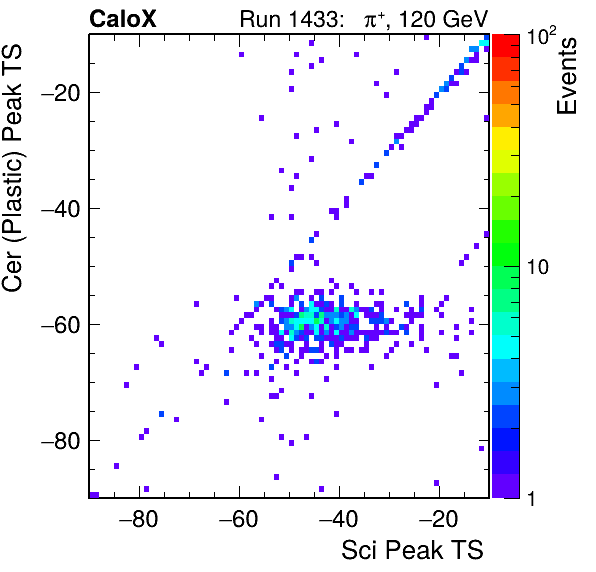 CaloX Run 1433: π+, 120 GeV
Cer (Plastic) Peak TS
−20
−40
−60
−80
−80 −60 −40 −20
Sci Peak TS
10²
10
1
Events